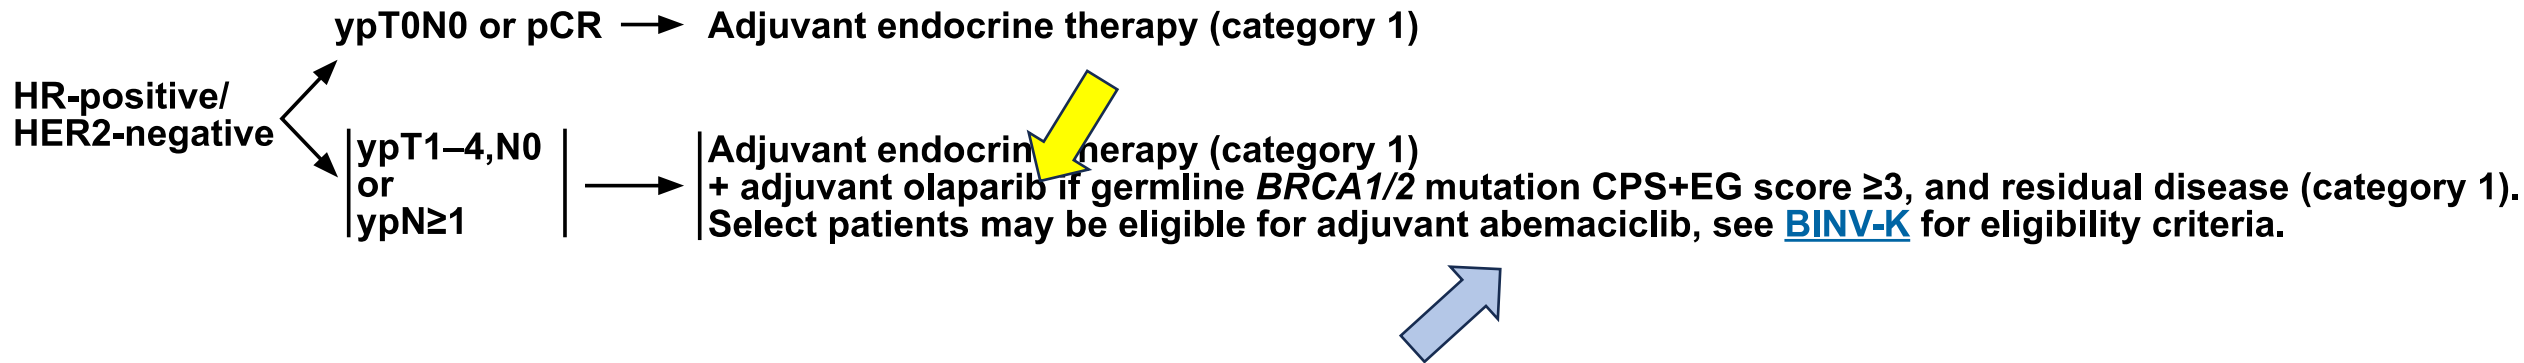 ypT0N0 or pCR
Adjuvant endocrine therapy (category 1)
HR-positive/
HER2-negative
ypT1–4,N0
or
ypN≥1
Adjuvant endocrine therapy (category 1)
+ adjuvant olaparib if germline BRCA1/2 mutation CPS+EG score ≥3, and residual disease (category 1).
Select patients may be eligible for adjuvant abemaciclib, see BINV-K for eligibility criteria.